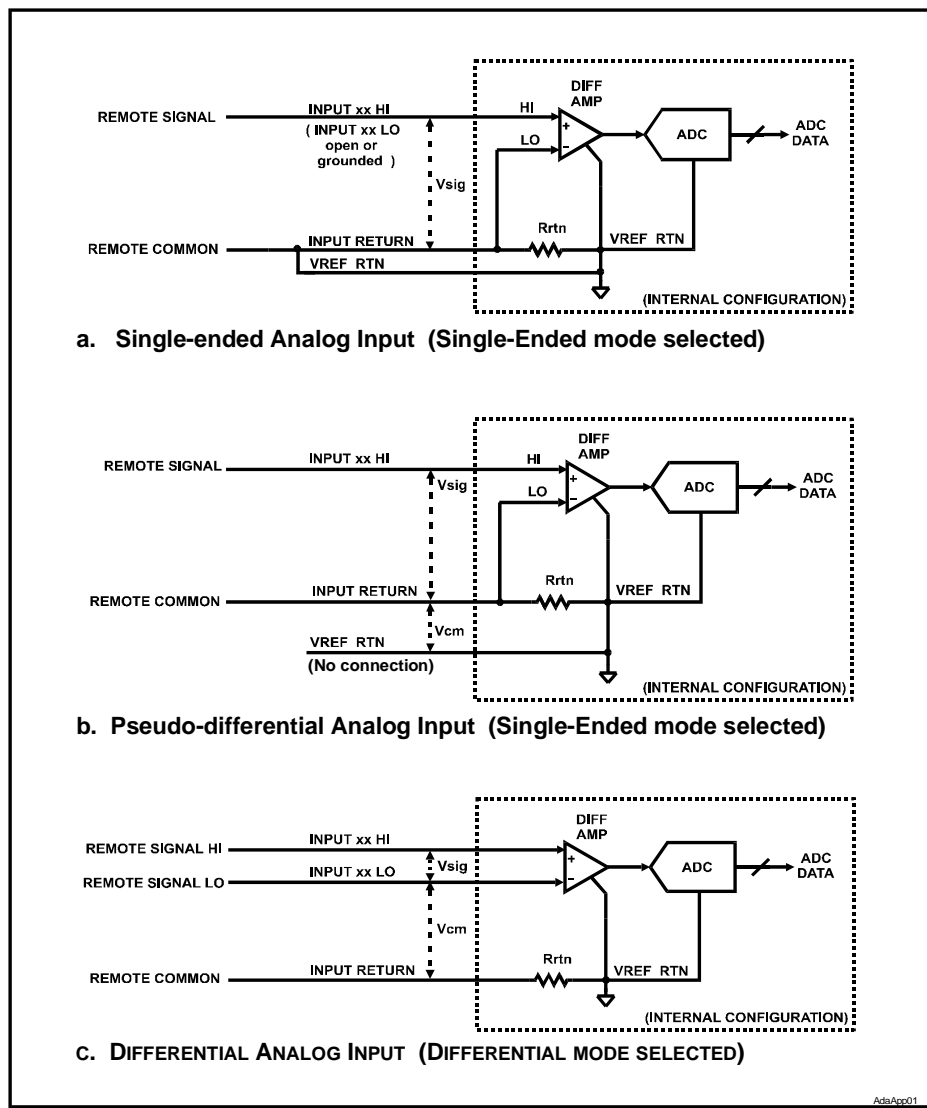 DIFF
AMP
REMOTE SIGNAL
INPUT xx HI
( INPUT xx LO
open or
grounded )
HI
LO
+
−
ADC
ADC
DATA
Vsig
REMOTE COMMON
INPUT RETURN
VREF RTN
Rrtn
VREF RTN
(INTERNAL CONFIGURATION)
a. Single-ended Analog Input (Single-Ended mode selected)
DIFF
AMP
REMOTE SIGNAL
INPUT xx HI
HI
LO
+
−
ADC
ADC
DATA
Vsig
REMOTE COMMON
INPUT RETURN
Rrtn
VREF RTN
Vcm
VREF RTN
(No connection)
(INTERNAL CONFIGURATION)
b. Pseudo-differential Analog Input (Single-Ended mode selected)
DIFF
AMP
REMOTE SIGNAL HI
INPUT xx HI
+
−
ADC
ADC
DATA
Vsig
REMOTE SIGNAL LO
INPUT xx LO
Vcm
REMOTE COMMON
INPUT RETURN
Rrtn
VREF RTN
(INTERNAL CONFIGURATION)
C. DIFFERENTIAL ANALOG INPUT (DIFFERENTIAL MODE SELECTED)
AdaApp01